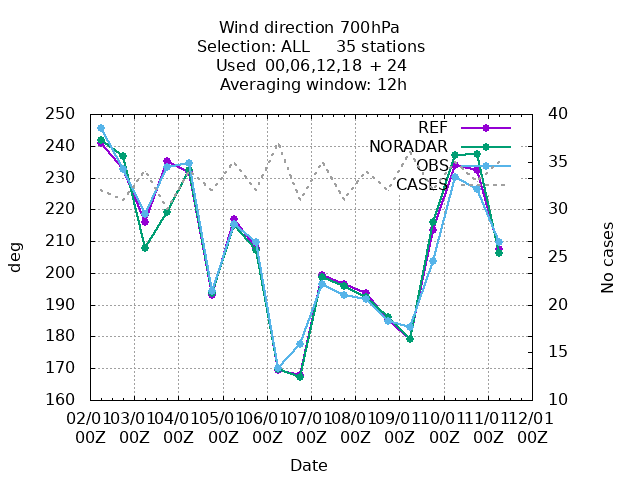 Wind direction 700hPa
Selection: ALL 35 stations
Used 00,06,12,18 + 24
Averaging window: 12h
250 40
REF
240
NORADAR
35
OBS
230
CASES
220 30
210
25
200
190 20
180
15
170
160 10
deg
No cases
02/01 03/01 04/01 05/01 06/01 07/01 08/01 09/01 10/01 11/01 12/01
00Z 00Z 00Z 00Z 00Z 00Z 00Z 00Z 00Z 00Z 00Z
Date